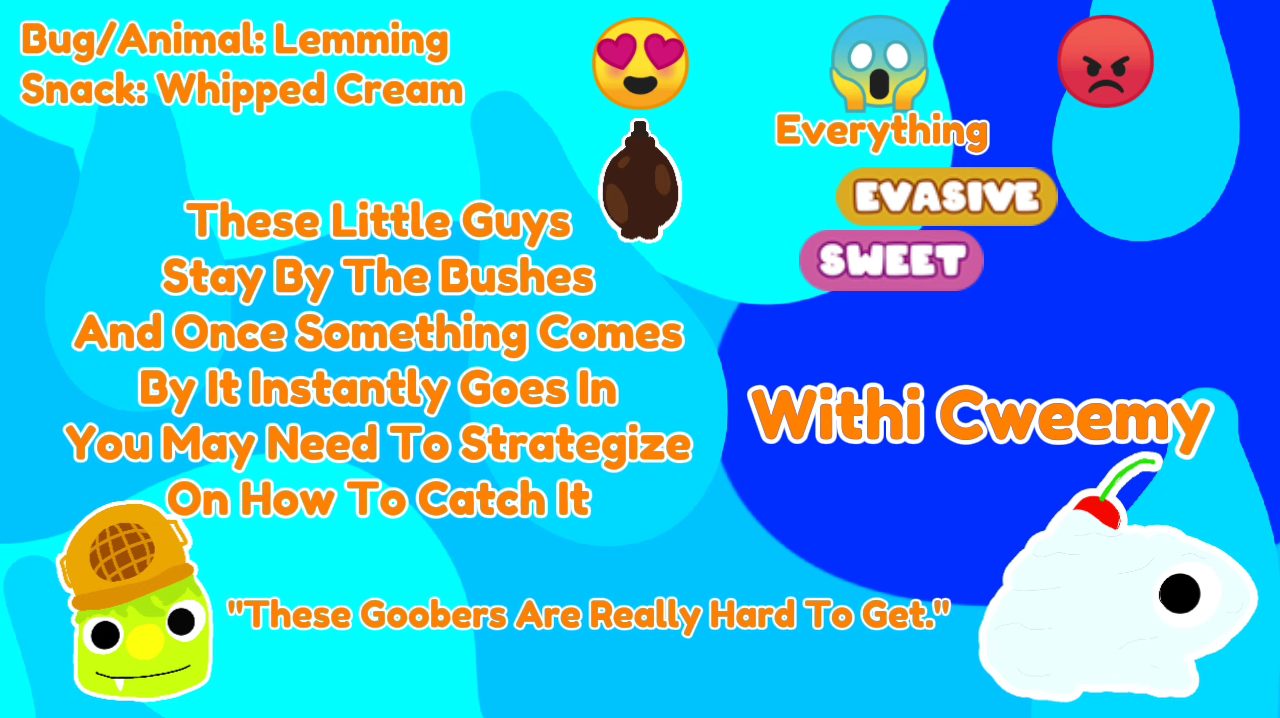 Bug/Animal: Lemming
Snack: Whipped Cream
Everything
EVASIVE
SWEET
These Little Guys
Stay By The Bushes
And Once Something Comes
By It Instantly Goes In
You May Need To Strategize
On How To Catch It
Withi Cweemy
"These Goobers Are Really Hard To Get."